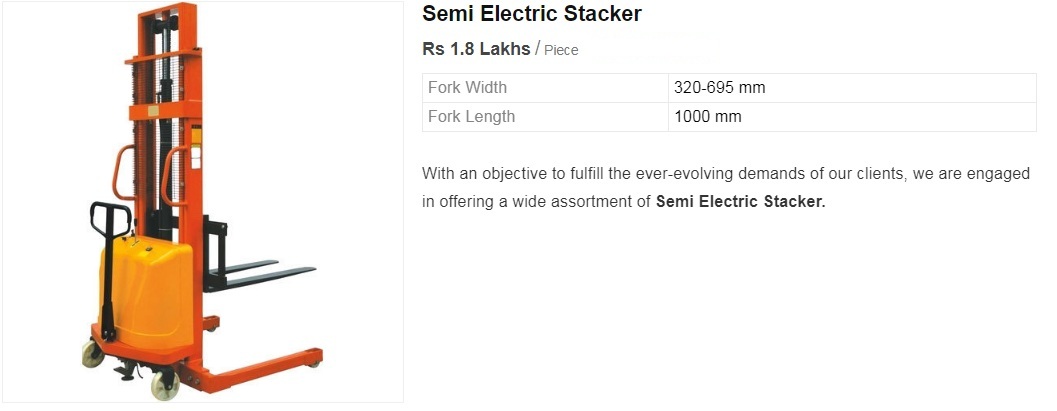 Semi Electric Stacker
Rs 1.8 Lakhs / Piece
Fork Width 320-695 mm
Fork Length 1000 mm
With an objective to fulfill the ever-evolving demands of our clients, we are engaged
in offering a wide assortment of Semi Electric Stacker.